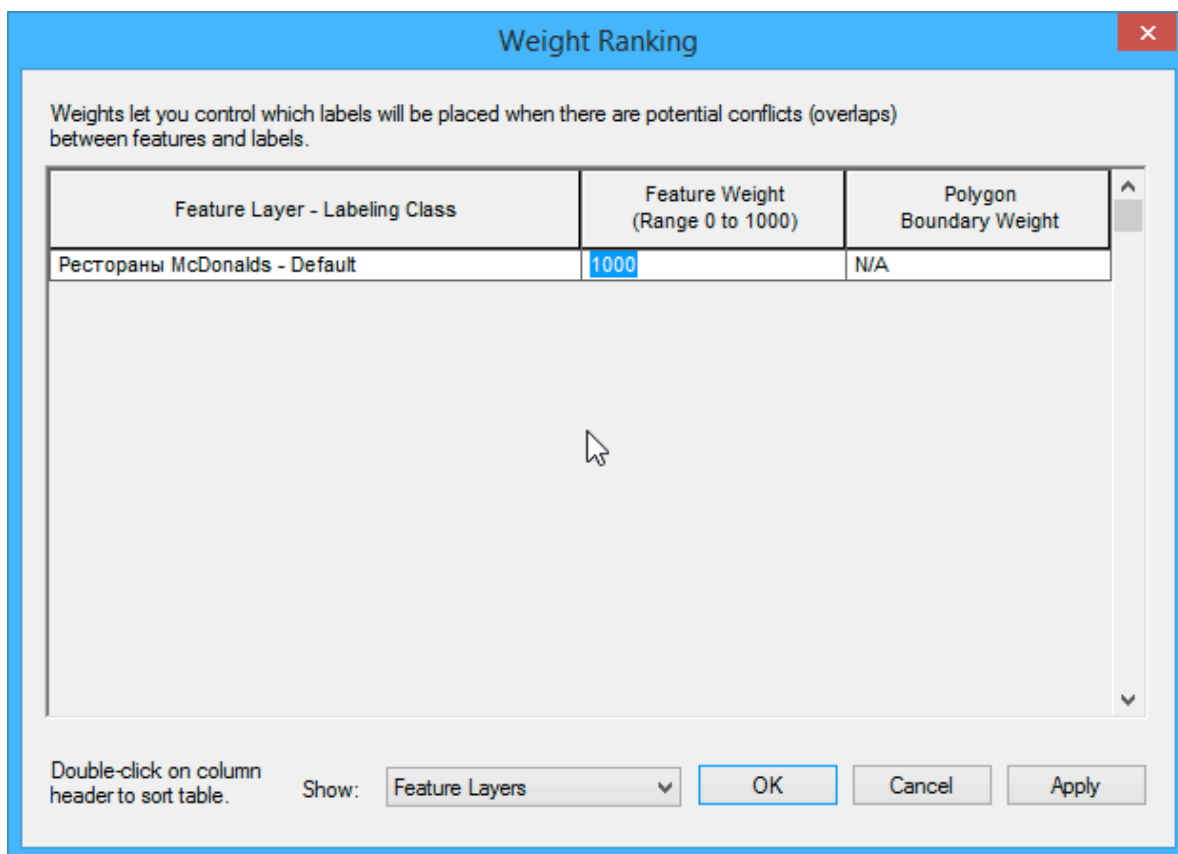 Weight Ranking
Weights let you control which labels will be placed when there are potential conflicts (overlaps)
between features and labels.
Feature Layer - Labeling Class
Feature Weight
(Range 0 to 1000)
Polygon
Boundary Weight
Рестораны McDonalds - Default
1000
N/A
Double-click on column
header to sort table.
Show:
Feature Layers
OK
Cancel
Apply